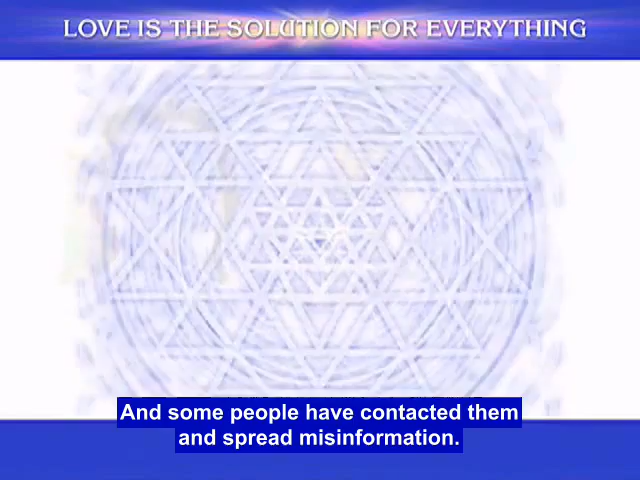 LOVE IS THE SOLUTION FOR EVERYTHING
And some people have contacted them
and spread misinformation.